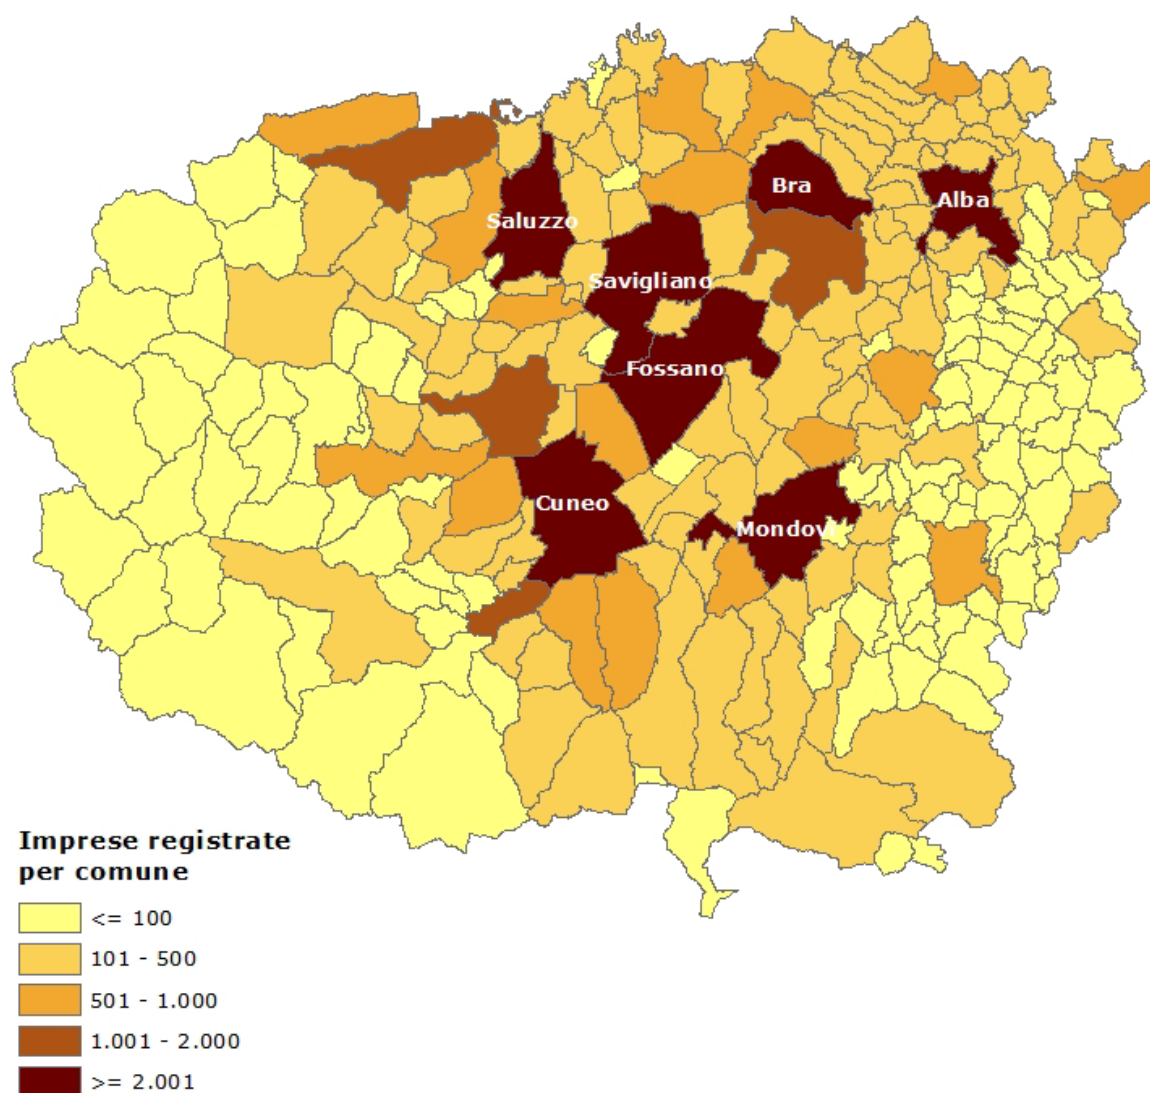 Bra
Alba
Saluzzo
Savigliano
Fossano
Cuneo
Mondovì
Imprese registrate
per comune
<= 100
101 - 500
501 - 1.000
1.001 - 2.000
>= 2.001